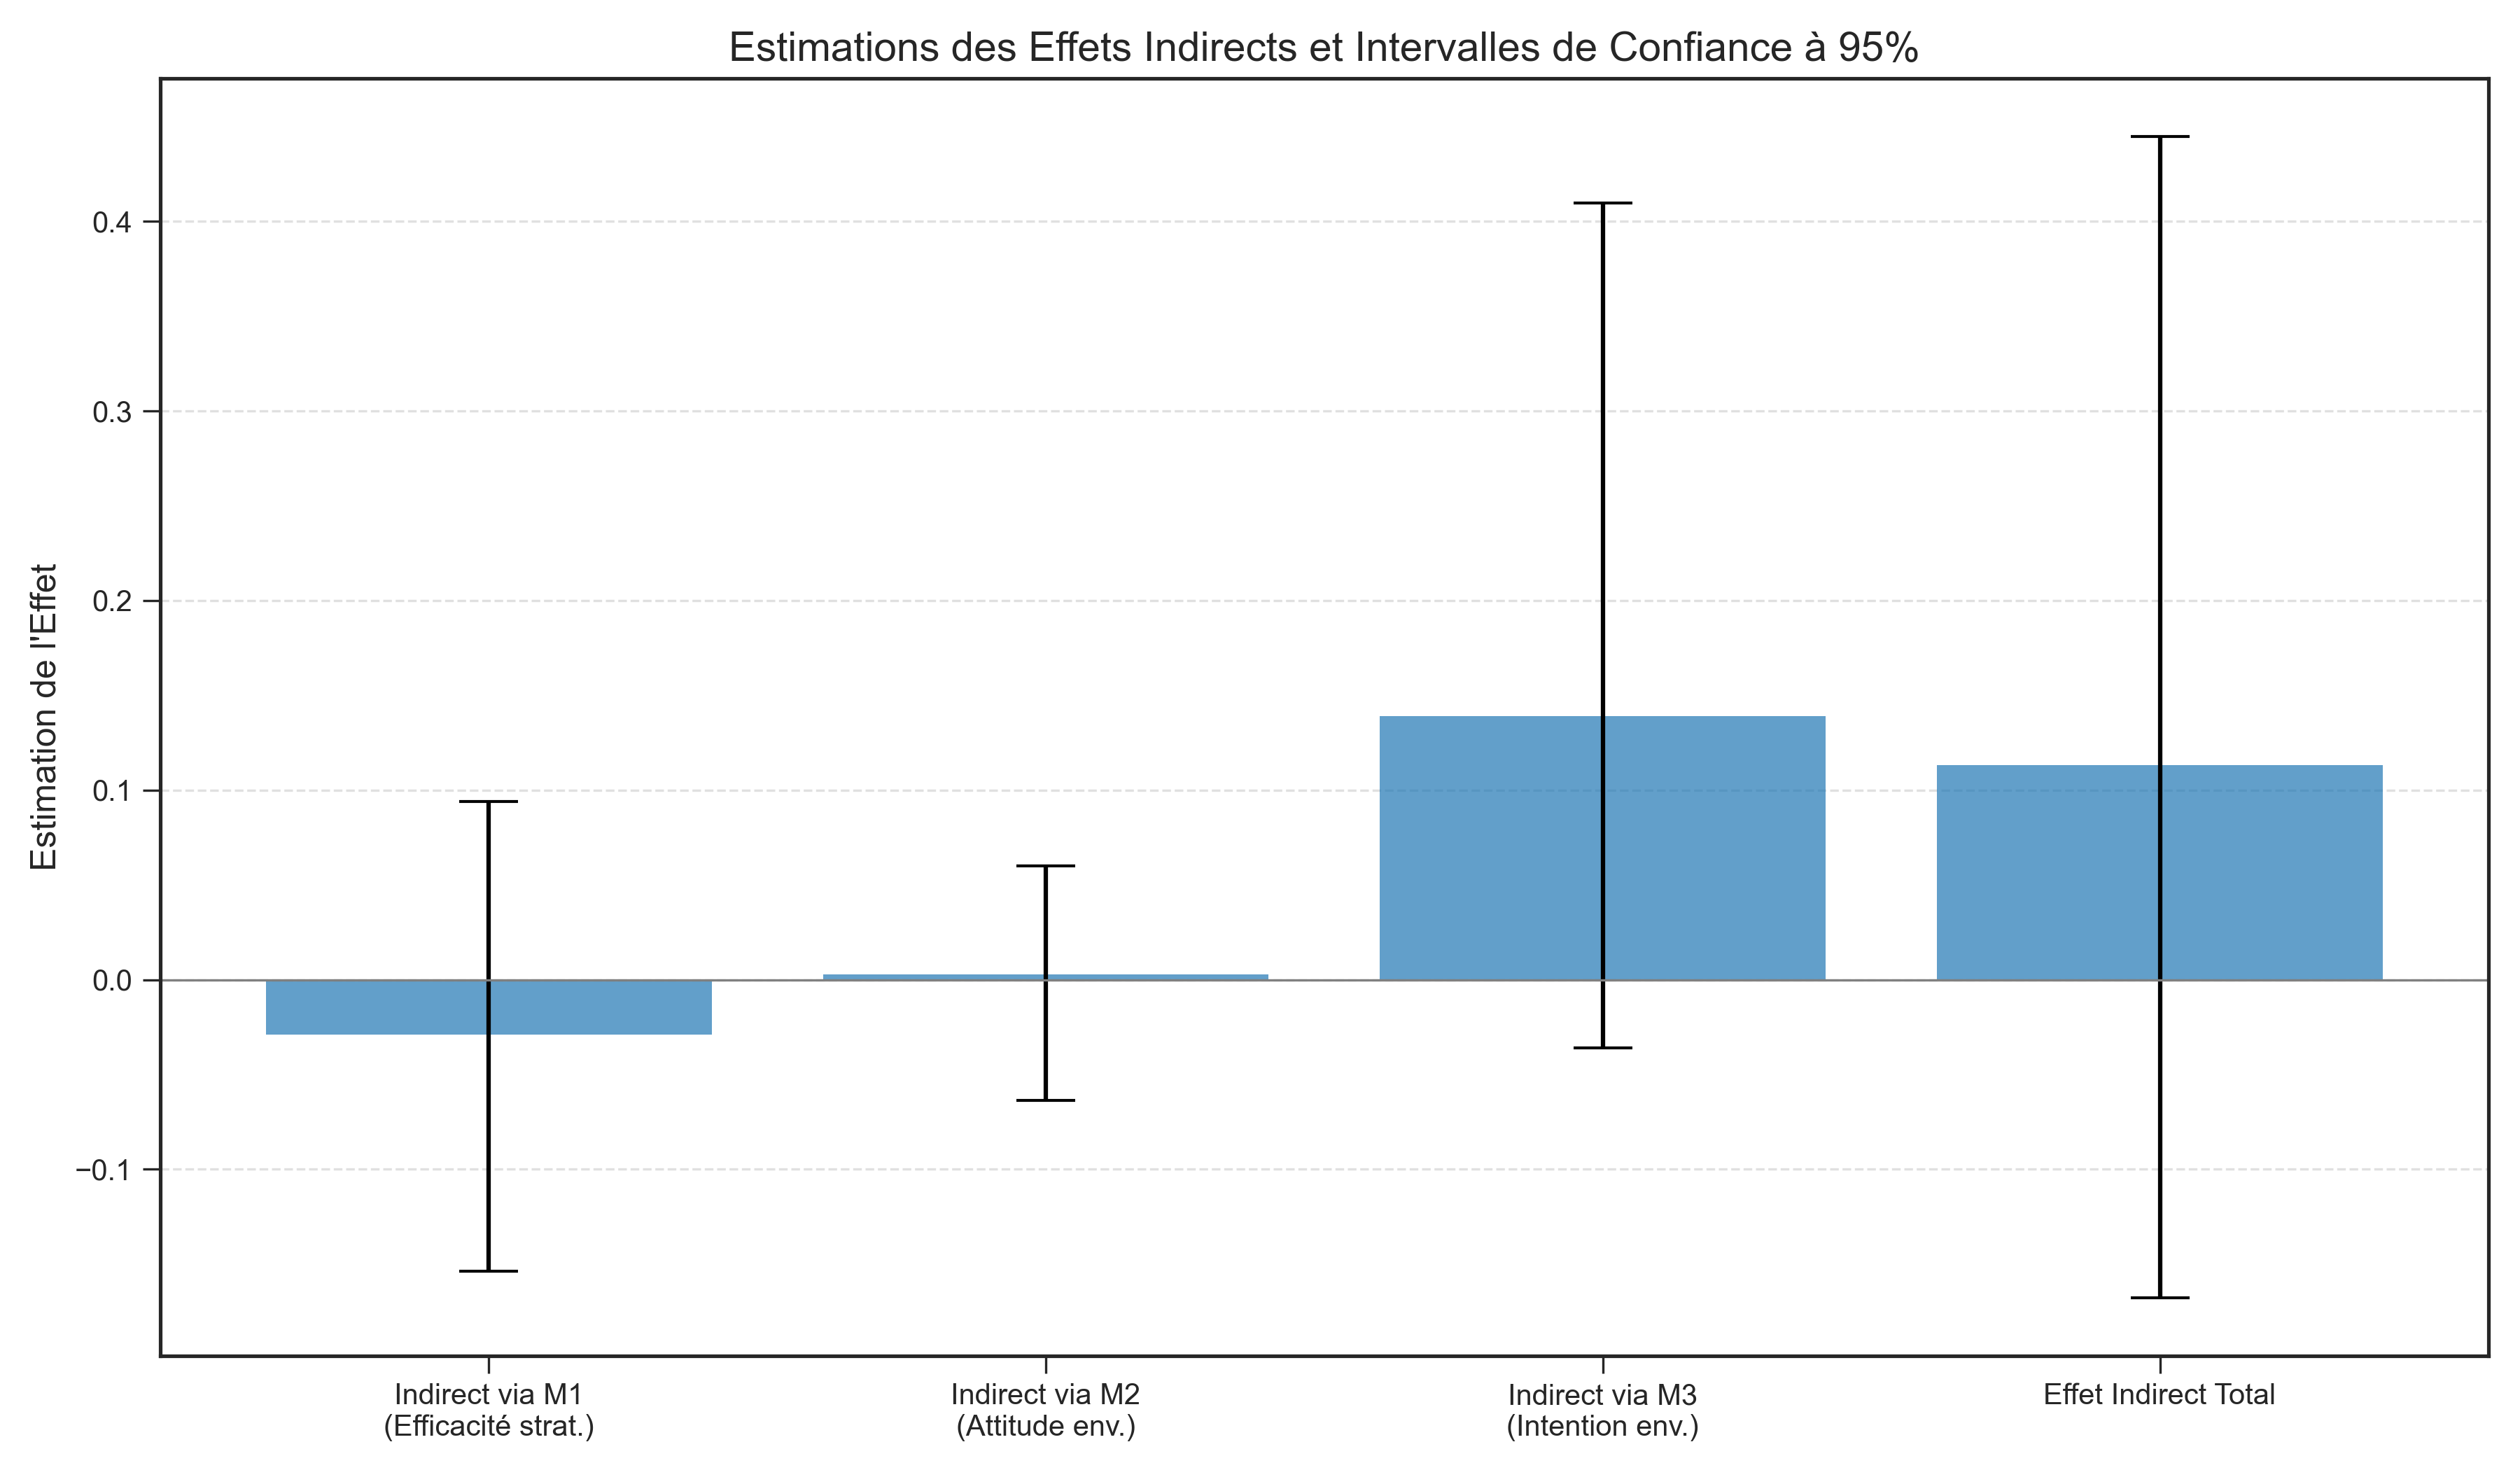 Estimations des Effets Indirects et Intervalles de Confiance à 95%
Estimation de l'Effet
0.4
0.3
0.2
0.1
0.0
−0.1
Indirect via M1
(Efficacité strat.)
Indirect via M2
(Attitude env.)
Indirect via M3
(Intention env.)
Effet Indirect Total